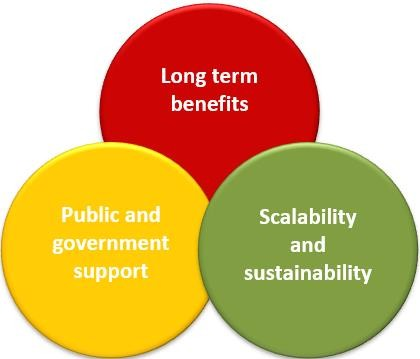 Long term
benefits
Public and
government
support
Scalability
and
sustainability